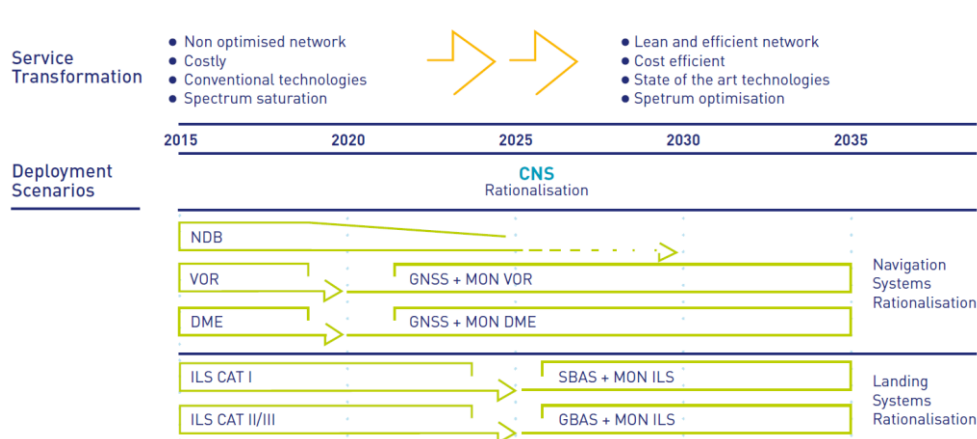 Service
Transformation
● Non optimised network
● Costly
● Conventional technologies
● Spectrum saturation
● Lean and efficient network
● Cost efficient
● State of the art technologies
● Spetrum optimisation
2015 2020 2025 2030 2035
Deployment
Scenarios
CNS
Rationalisation
NDB
VOR
GNSS + MON VOR
DME
GNSS + MON DME
Navigation
Systems
Rationalisation
ILS CAT I
SBAS + MON ILS
ILS CAT II/III
GBAS + MON ILS
Landing
Systems
Rationalisation